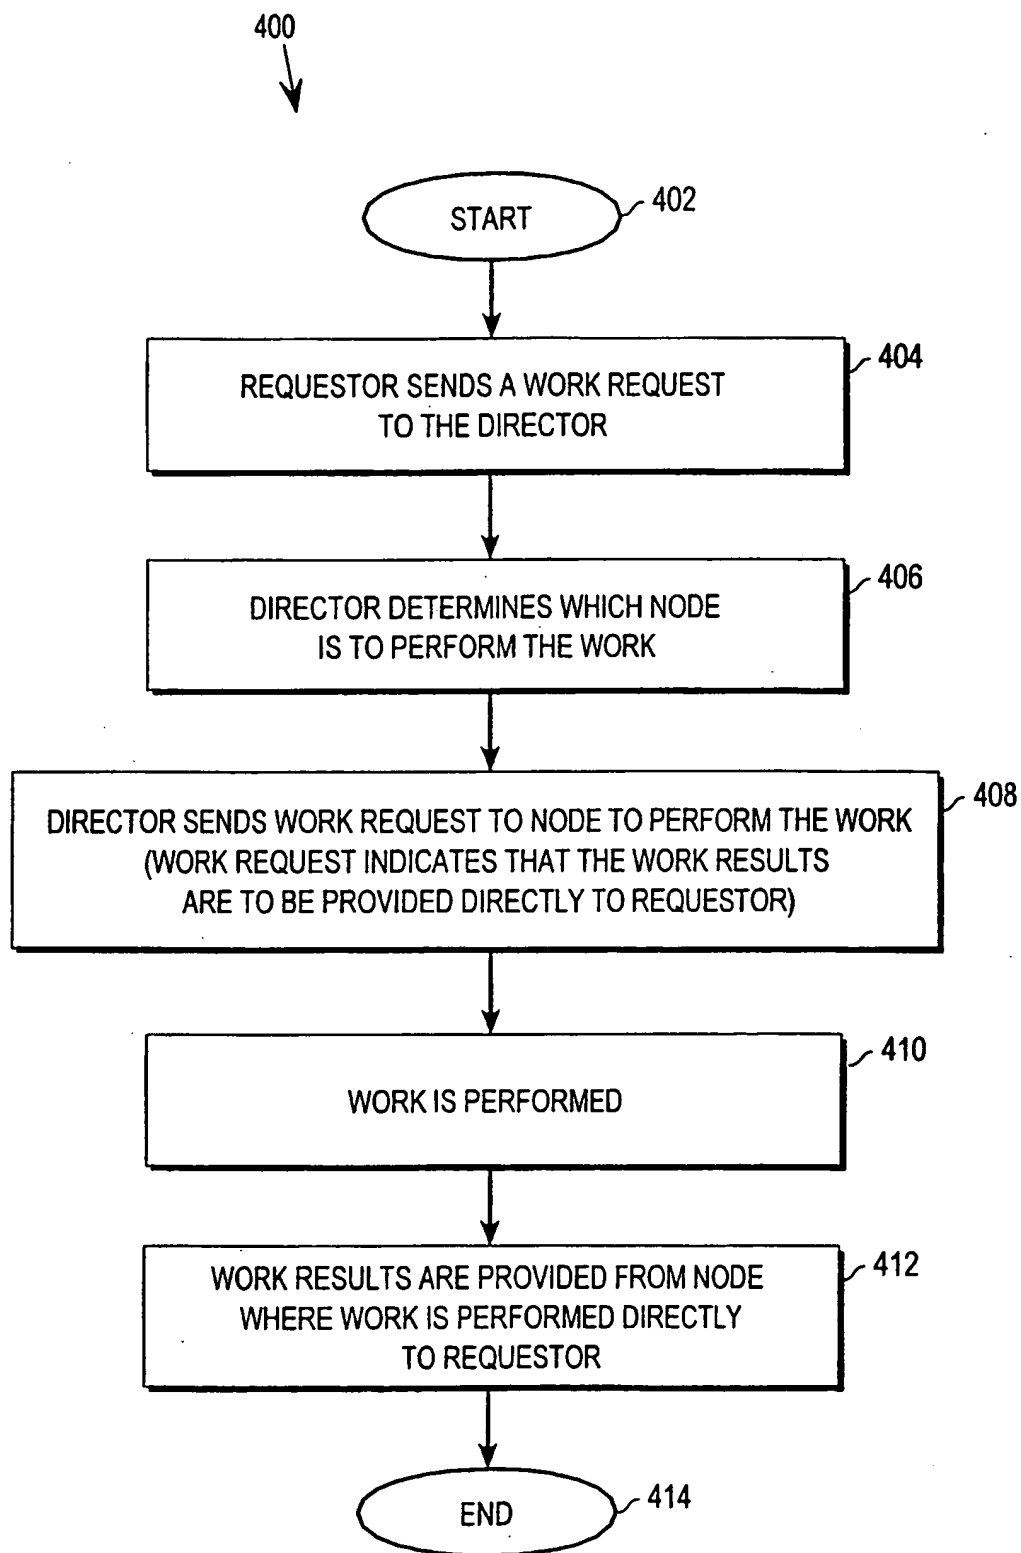 400
START
402
REQUESTOR SENDS A WORK REQUEST
TO THE DIRECTOR
404
DIRECTOR DETERMINES WHICH NODE
IS TO PERFORM THE WORK
406
DIRECTOR SENDS WORK REQUEST TO NODE TO PERFORM THE WORK
(WORK REQUEST INDICATES THAT THE WORK RESULTS
ARE TO BE PROVIDED DIRECTLY TO REQUESTOR)
408
WORK IS PERFORMED
410
WORK RESULTS ARE PROVIDED FROM NODE
WHERE WORK IS PERFORMED DIRECTLY
TO REQUESTOR
412
END
414